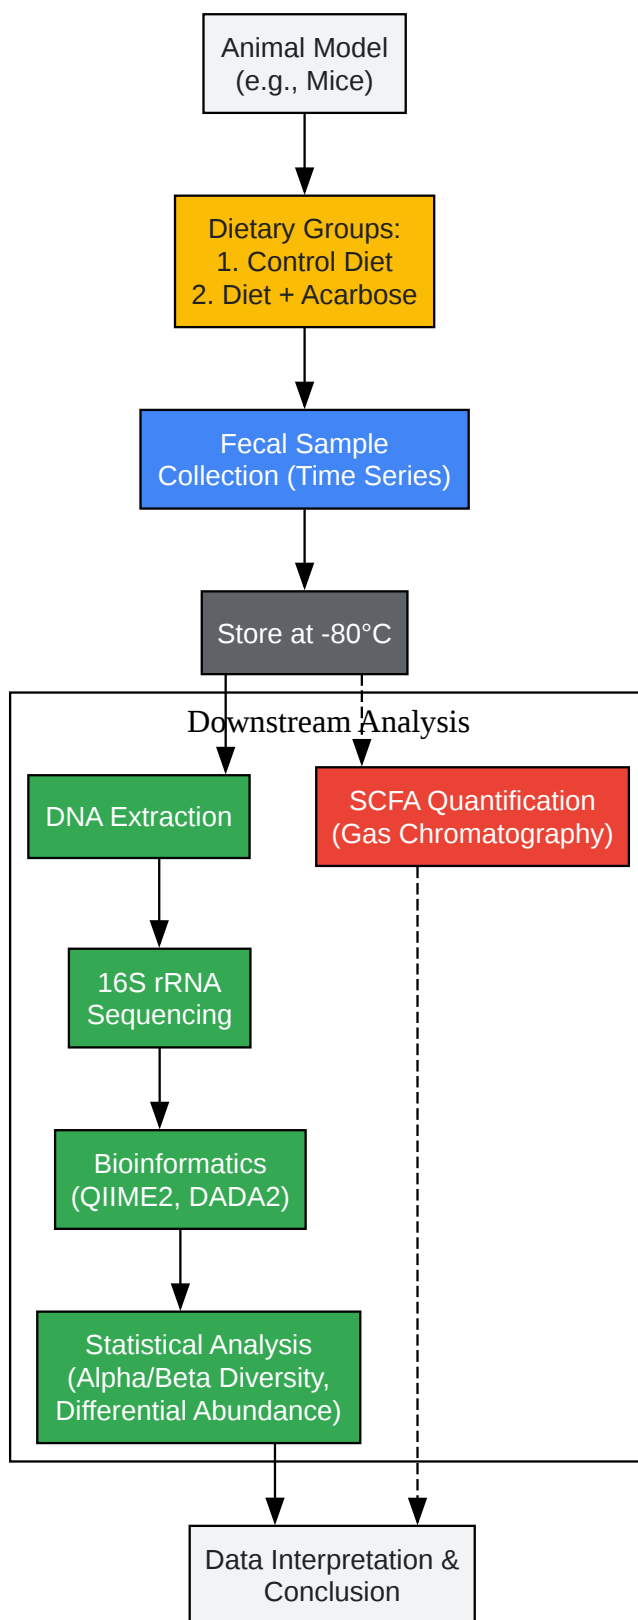 Animal Model
(e.g., Mice)
Dietary Groups:
1. Control Diet
2. Diet + Acarbose
Fecal Sample
Collection (Time Series)
Store at -80°C
Downstream Analysis
DNA Extraction
SCFA Quantification
(Gas Chromatography)
16S rRNA
Sequencing
Bioinformatics
(QIIME2, DADA2)
Statistical Analysis
(Alpha/Beta Diversity,
Differential Abundance)
Data Interpretation &
Conclusion